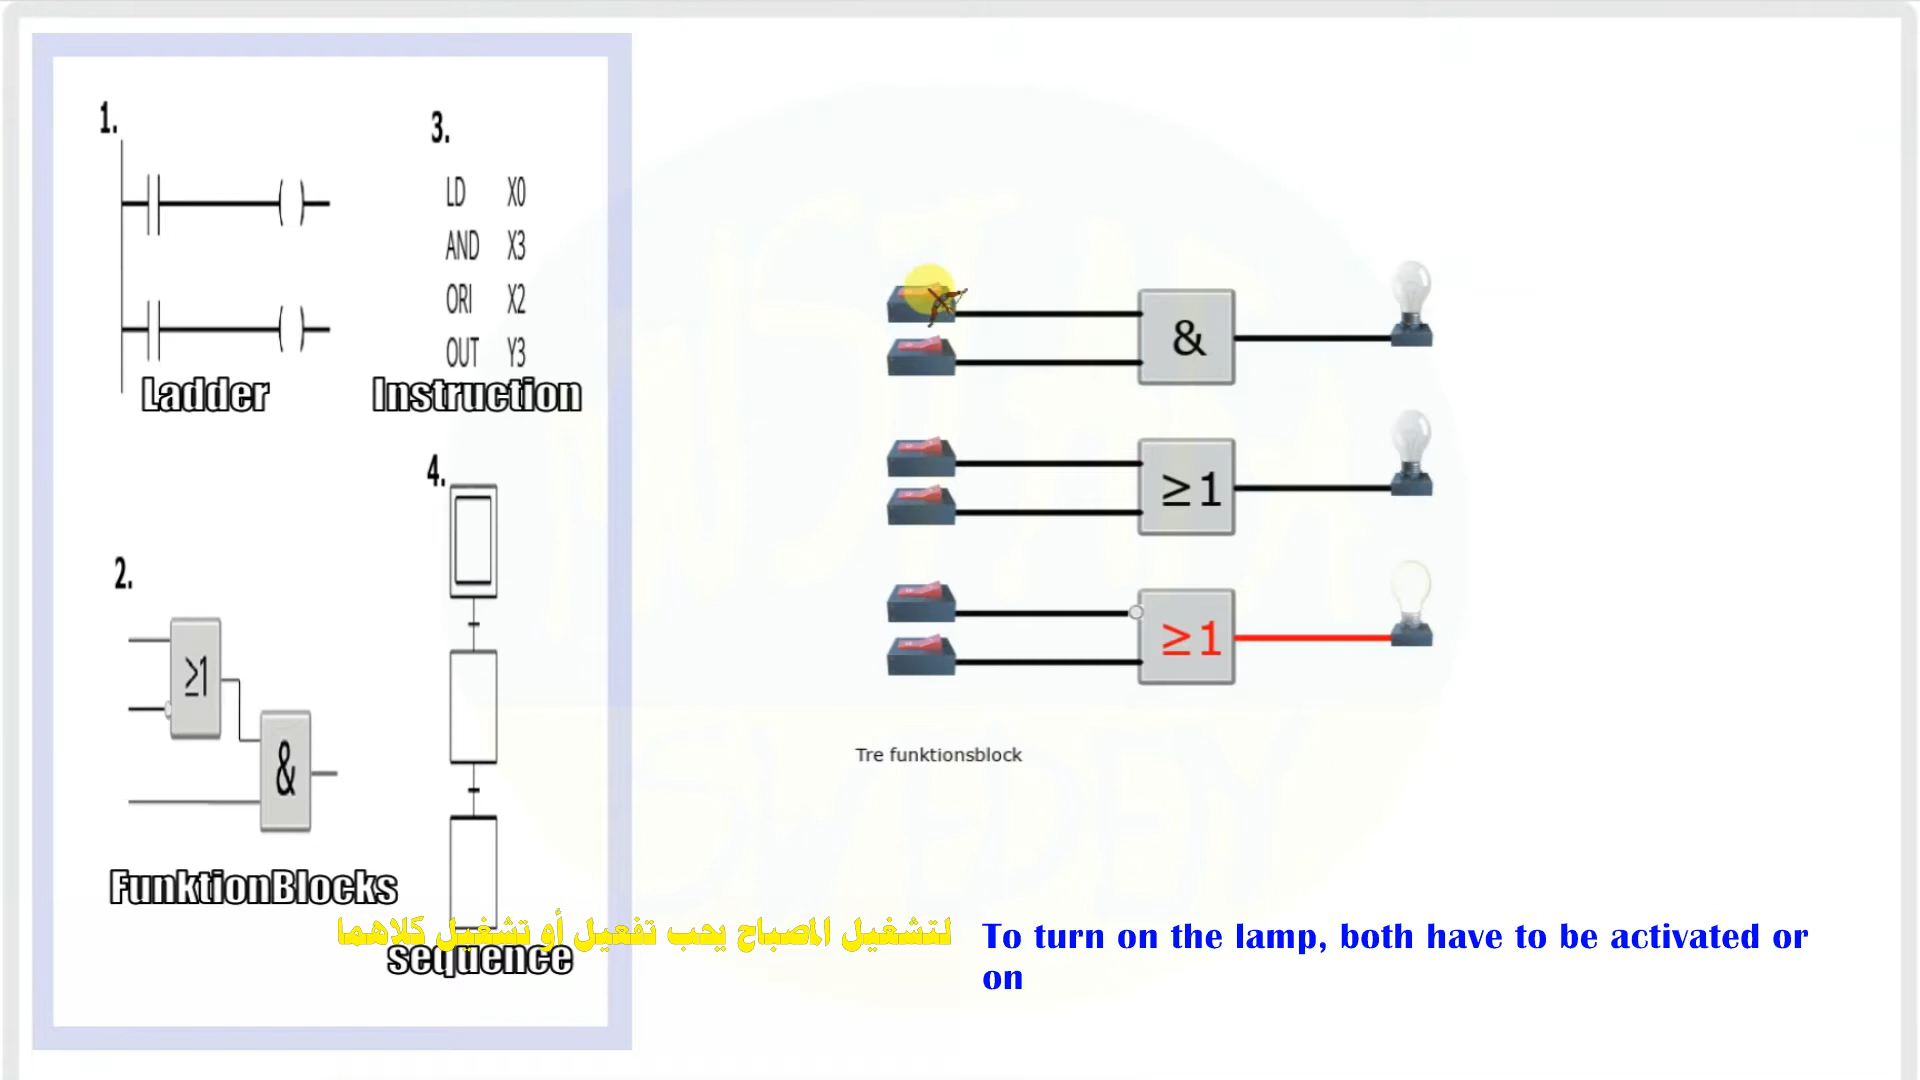 1.
Ladder
3.
LD X0
AND X3
ORI X2
OUT Y3
Instruction
2.
≥1
&
FunktionBlocks
4.
sequence
&
≥1
≥1
Tre funktionsblock
لتشغيل المصباح يجب تفعيل أو تشغيل كلاهما
To turn on the lamp, both have to be activated or
on
SWEDEN